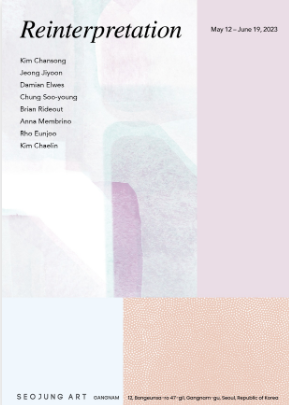 Reinterpretation
May 12 – June 19, 2023
Kim Chansong
Jeong Jiyoon
Damian Elwes
Chung Soo-young
Brian Rideout
Anna Membrino
Rho Eunjoo
Kim Chaelin
SEOJUNG ART GANGNAM 12, Bongeunsa-ro 47-gil, Gangnam-gu, Seoul, Republic of Korea